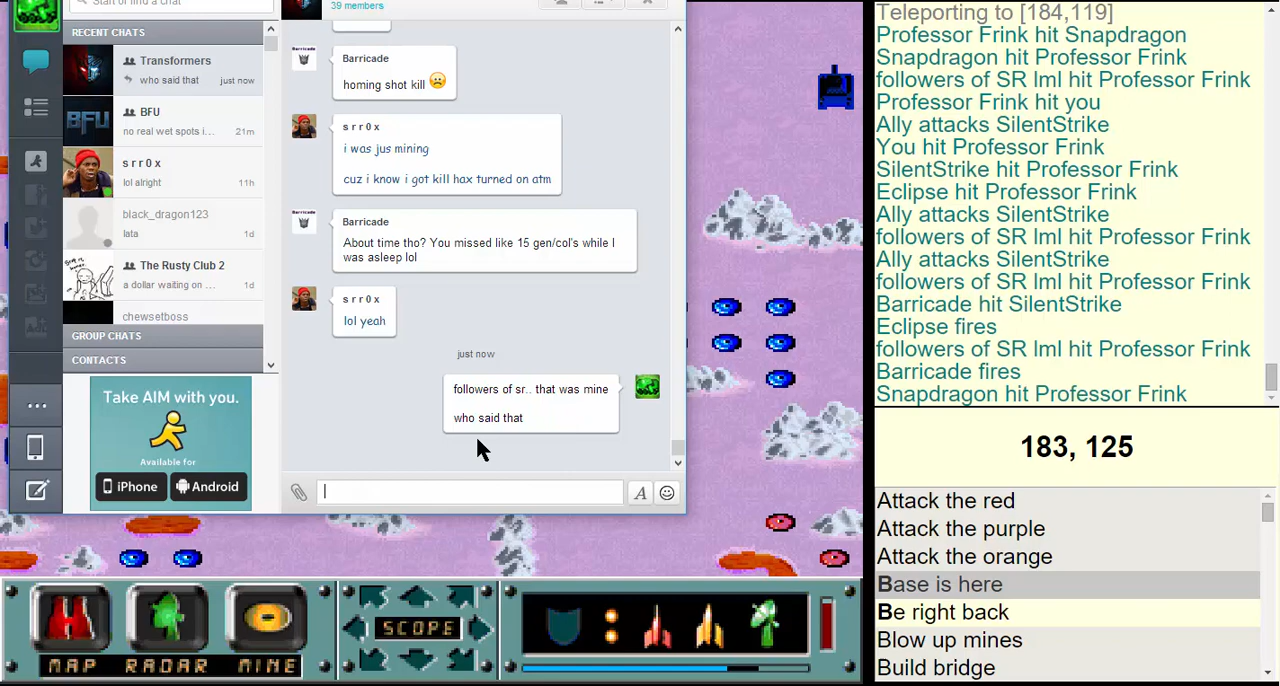 Start or find a chat
RECENT CHATS
Transformers
who said that
just now
BFU
no real wet spots i...
21m
s r r 0 x
lol alright
11h
black_dragon123
lata
1d
The Rusty Club 2
a dollar waiting on ...
1d
chewsetboss
GROUP CHATS
CONTACTS
Take AIM with you.
Available for
iPhone
Android
39 members
Barricade
Barricade
homing shot kill
s r r 0 x
i was jus mining
cuz i know i got kill hax turned on atm
Barricade
Barricade
About time tho? You missed like 15 gen/col's while I
was asleep lol
s r r 0 x
lol yeah
just now
followers of sr.. that was mine
who said that
A
MAP
RADAR
MINE
SCOPE
Teleporting to [184,119]
Professor Frink hit Snapdragon
Snapdragon hit Professor Frink
followers of SR lml hit Professor Frink
Professor Frink hit you
Ally attacks SilentStrike
You hit Professor Frink
SilentStrike hit Professor Frink
Eclipse hit Professor Frink
Ally attacks SilentStrike
followers of SR lml hit Professor Frink
Ally attacks SilentStrike
followers of SR lml hit Professor Frink
Barricade hit SilentStrike
Eclipse fires
followers of SR lml hit Professor Frink
Barricade fires
Snapdragon hit Professor Frink
183, 125
Attack the red
Attack the purple
Attack the orange
Base is here
Be right back
Blow up mines
Build bridge